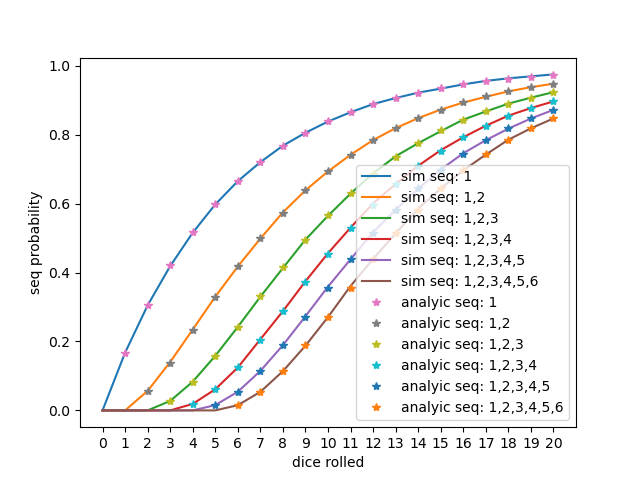 1.0
0.8
0.6
0.4
0.2
0.0
seq probability
sim seq: 1
sim seq: 1,2
sim seq: 1,2,3
sim seq: 1,2,3,4
sim seq: 1,2,3,4,5
sim seq: 1,2,3,4,5,6
analyic seq: 1
analyic seq: 1,2
analyic seq: 1,2,3
analyic seq: 1,2,3,4
analyic seq: 1,2,3,4,5
analyic seq: 1,2,3,4,5,6
0 1 2 3 4 5 6 7 8 9 10 11 12 13 14 15 16 17 18 19 20
dice rolled